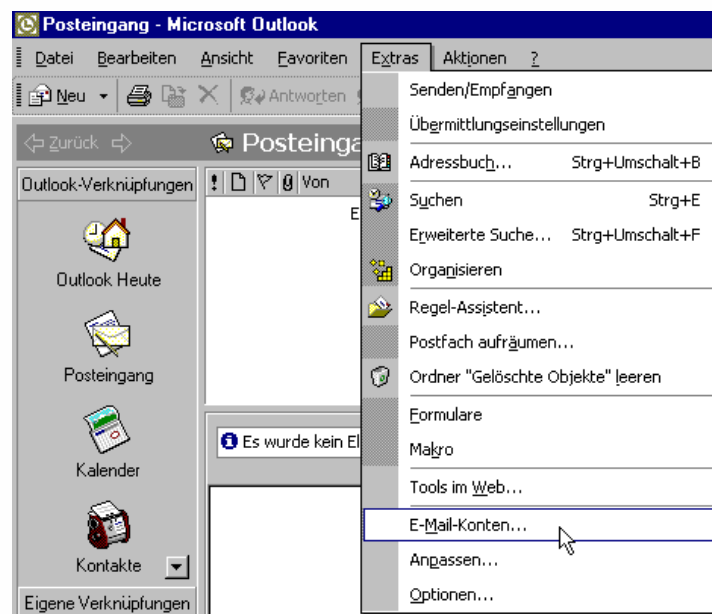 Posteingang - Microsoft Outlook
Datei Bearbeiten Ansicht Favoriten Extras Aktionen ?
Neu Antworten
Zurück Posteinga
Outlook-Verknüpfungen
! Von
E
Outlook Heute
Posteingang
Kalender
Kontakte
Eigene Verknüpfungen
Es wurde kein El
Senden/Empfangen
Übermittlungseinstellungen
Adressbuch... Strg+Umschalt+B
Suchen Strg+E
Erweiterte Suche... Strg+Umschalt+F
Organisieren
Regel-Assistent...
Postfach aufräumen...
Ordner "Gelöschte Objekte" leeren
Formulare
Makro
Tools im Web...
E-Mail-Konten...
Anpassen...
Optionen...